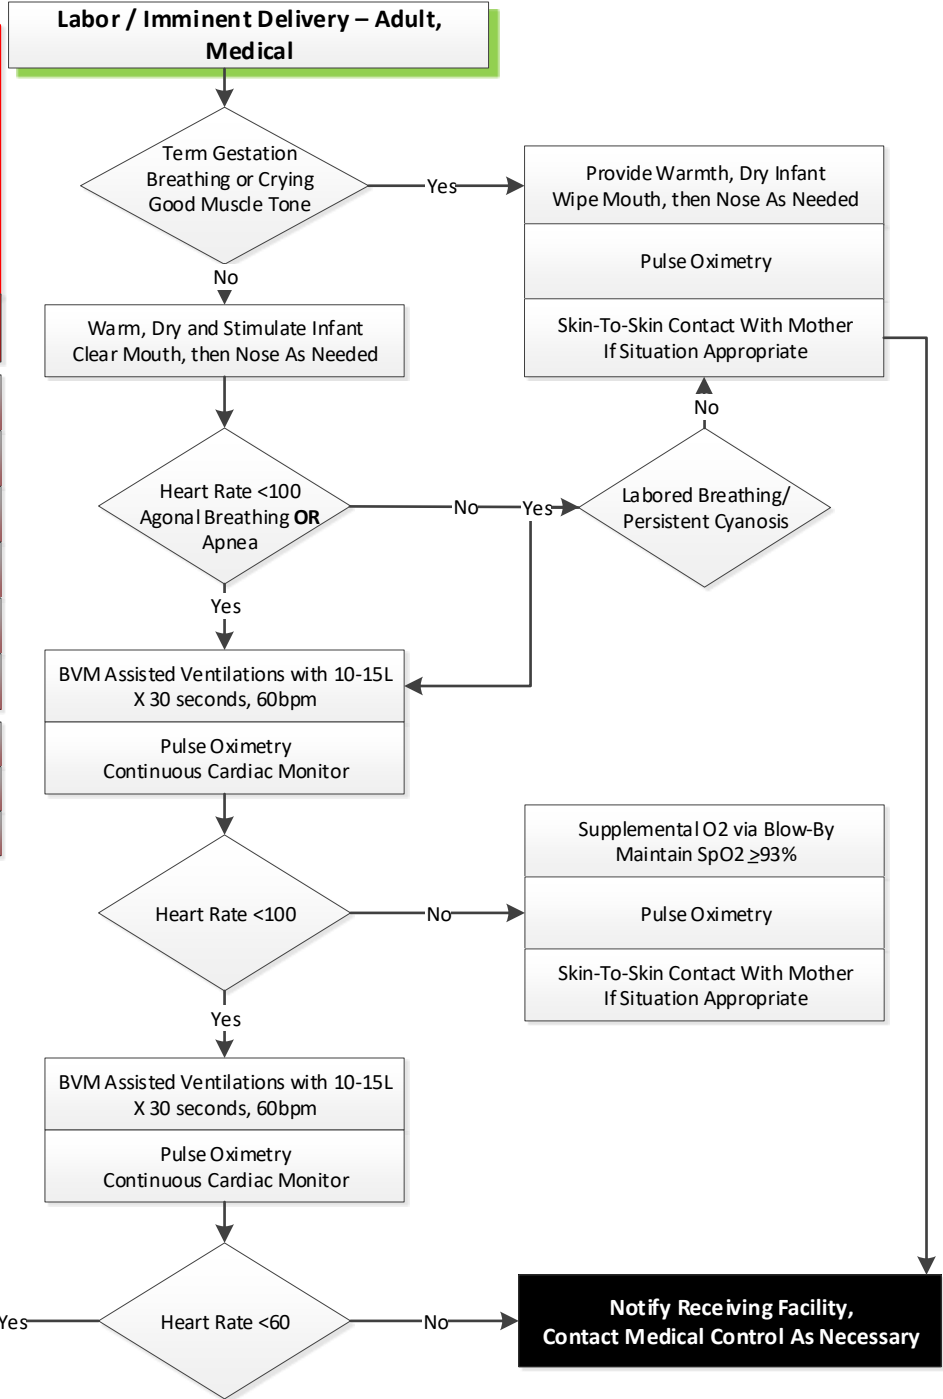 Labor / Imminent Delivery – Adult,
Medical
Term Gestation
Breathing or Crying
Good Muscle Tone
Yes
Provide Warmth, Dry Infant
Wipe Mouth, then Nose As Needed
Pulse Oximetry
Skin-To-Skin Contact With Mother
If Situation Appropriate
No
Warm, Dry and Stimulate Infant
Clear Mouth, then Nose As Needed
No
Heart Rate <100
Agonal Breathing OR
Apnea
No
Yes
Labored Breathing/
Persistent Cyanosis
Yes
BVM Assisted Ventilations with 10-15L
X 30 seconds, 60bpm
Pulse Oximetry
Continuous Cardiac Monitor
Heart Rate <100
No
Supplemental O2 via Blow-By
Maintain SpO2 ≥93%
Pulse Oximetry
Skin-To-Skin Contact With Mother
If Situation Appropriate
Yes
BVM Assisted Ventilations with 10-15L
X 30 seconds, 60bpm
Pulse Oximetry
Continuous Cardiac Monitor
Yes
Heart Rate <60
No
Notify Receiving Facility,
Contact Medical Control As Necessary